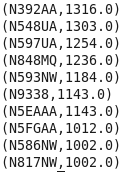 (N392AA,1316.0)
(N548UA,1303.0)
(N597UA,1254.0)
(N848MQ,1236.0)
(N593NW,1184.0)
(N9338,1143.0)
(N5EAAA,1143.0)
(N5FGAA,1012.0)
(N586NW,1002.0)
(N817NW,1002.0)